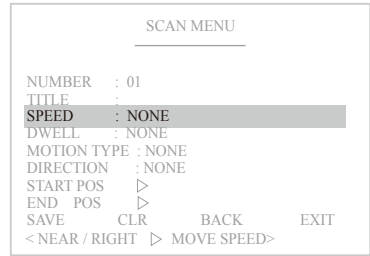 SCAN MENU
NUMBER : 01
TITLE :
SPEED : NONE
DWELL : NONE
MOTION TYPE : NONE
DIRECTION : NONE
START POS ▷
END POS ▷
SAVE CLR BACK EXIT
< NEAR / RIGHT ▷ MOVE SPEED>